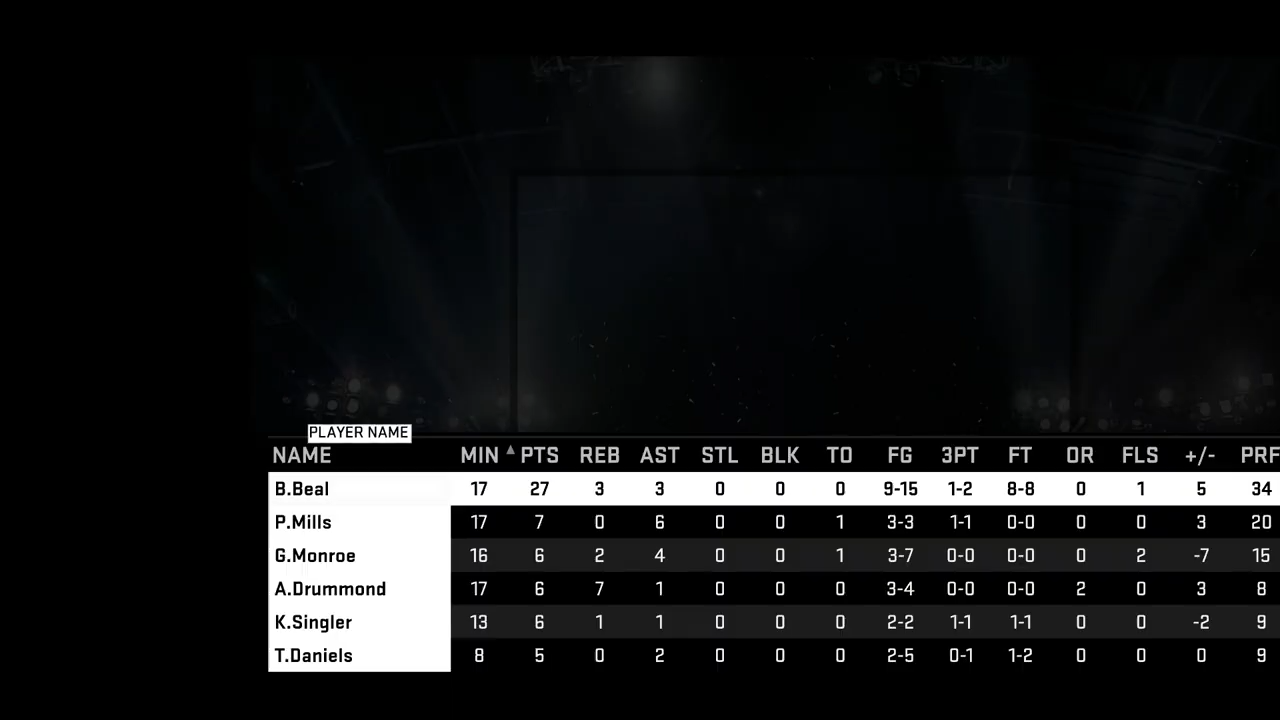 PLAYER NAME
NAME MIN ▲ PTS REB AST STL BLK TO FG 3PT FT OR FLS +/- PRF
B.Beal 17 27 3 3 0 0 0 9-15 1-2 8-8 0 1 5 34
P.Mills 17 7 0 6 0 0 1 3-3 1-1 0-0 0 0 3 20
G.Monroe 16 6 2 4 0 0 1 3-7 0-0 0-0 0 2 -7 15
A.Drummond 17 6 7 1 0 0 0 3-4 0-0 0-0 2 0 3 8
K.Singler 13 6 1 1 0 0 0 2-2 1-1 1-1 0 0 -2 9
T.Daniels 8 5 0 2 0 0 0 2-5 0-1 1-2 0 0 0 9